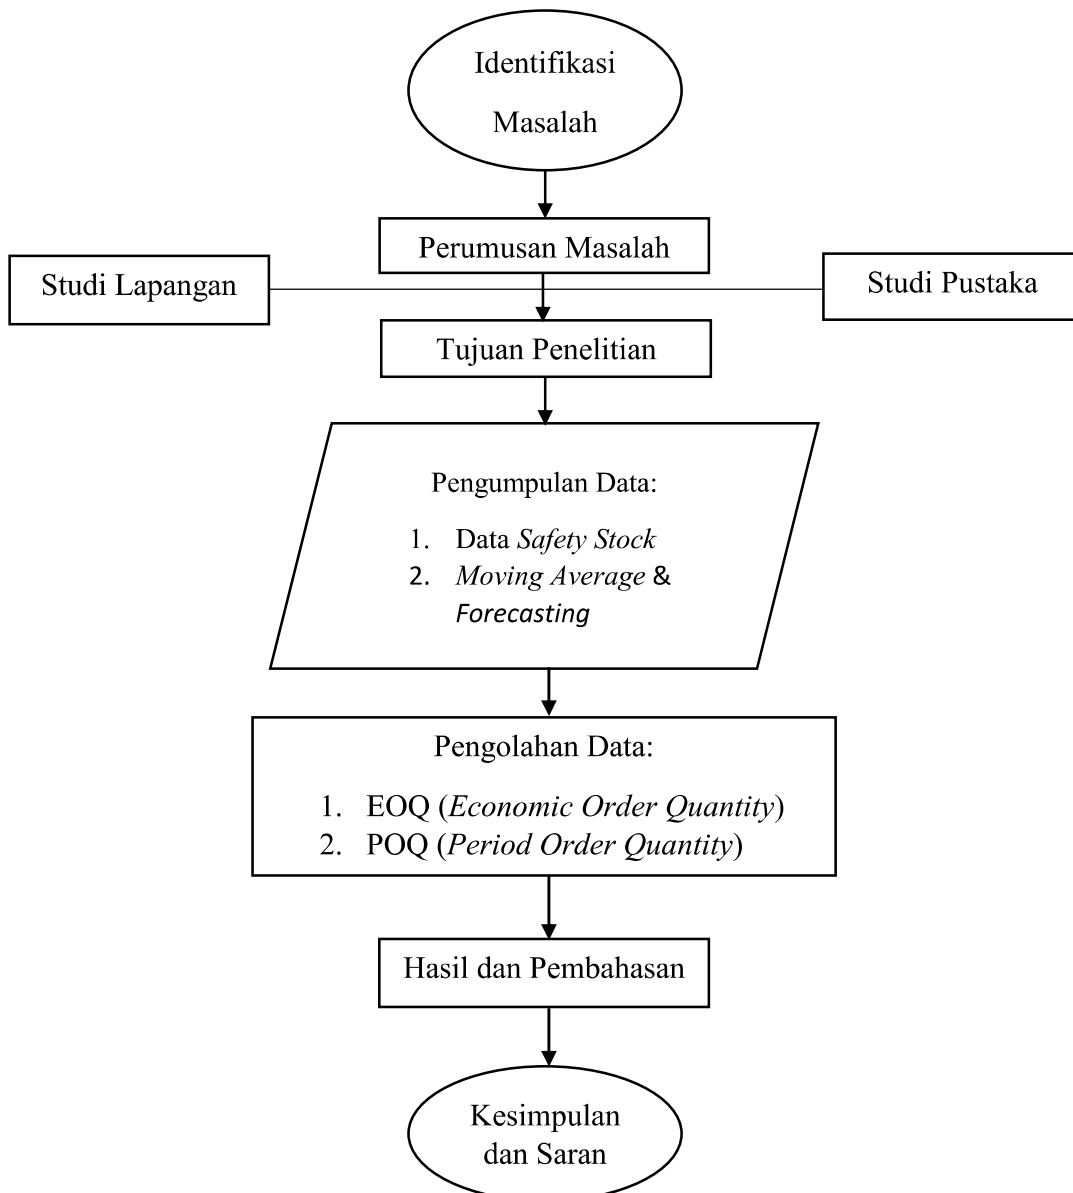 Identifikasi
Masalah
Perumusan Masalah
Studi Lapangan
Studi Pustaka
Tujuan Penelitian
Pengumpulan Data:
1. Data Safety Stock
2. Moving Average &
Forecasting
Pengolahan Data:
1. EOQ (Economic Order Quantity)
2. POQ (Period Order Quantity)
Hasil dan Pembahasan
Kesimpulan
dan Saran